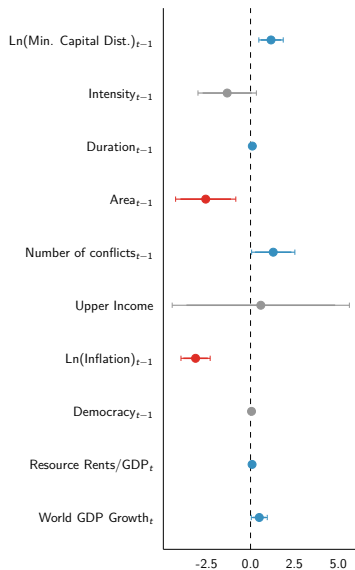 Ln(Min. Capital Dist.)ₜ₋₁
Intensityₜ₋₁
Durationₜ₋₁
Areaₜ₋₁
Number of conflictsₜ₋₁
Upper Income
Ln(Inflation)ₜ₋₁
Democracyₜ₋₁
Resource Rents/GDPₜ
World GDP Growthₜ
-2.5 0.0 2.5 5.0